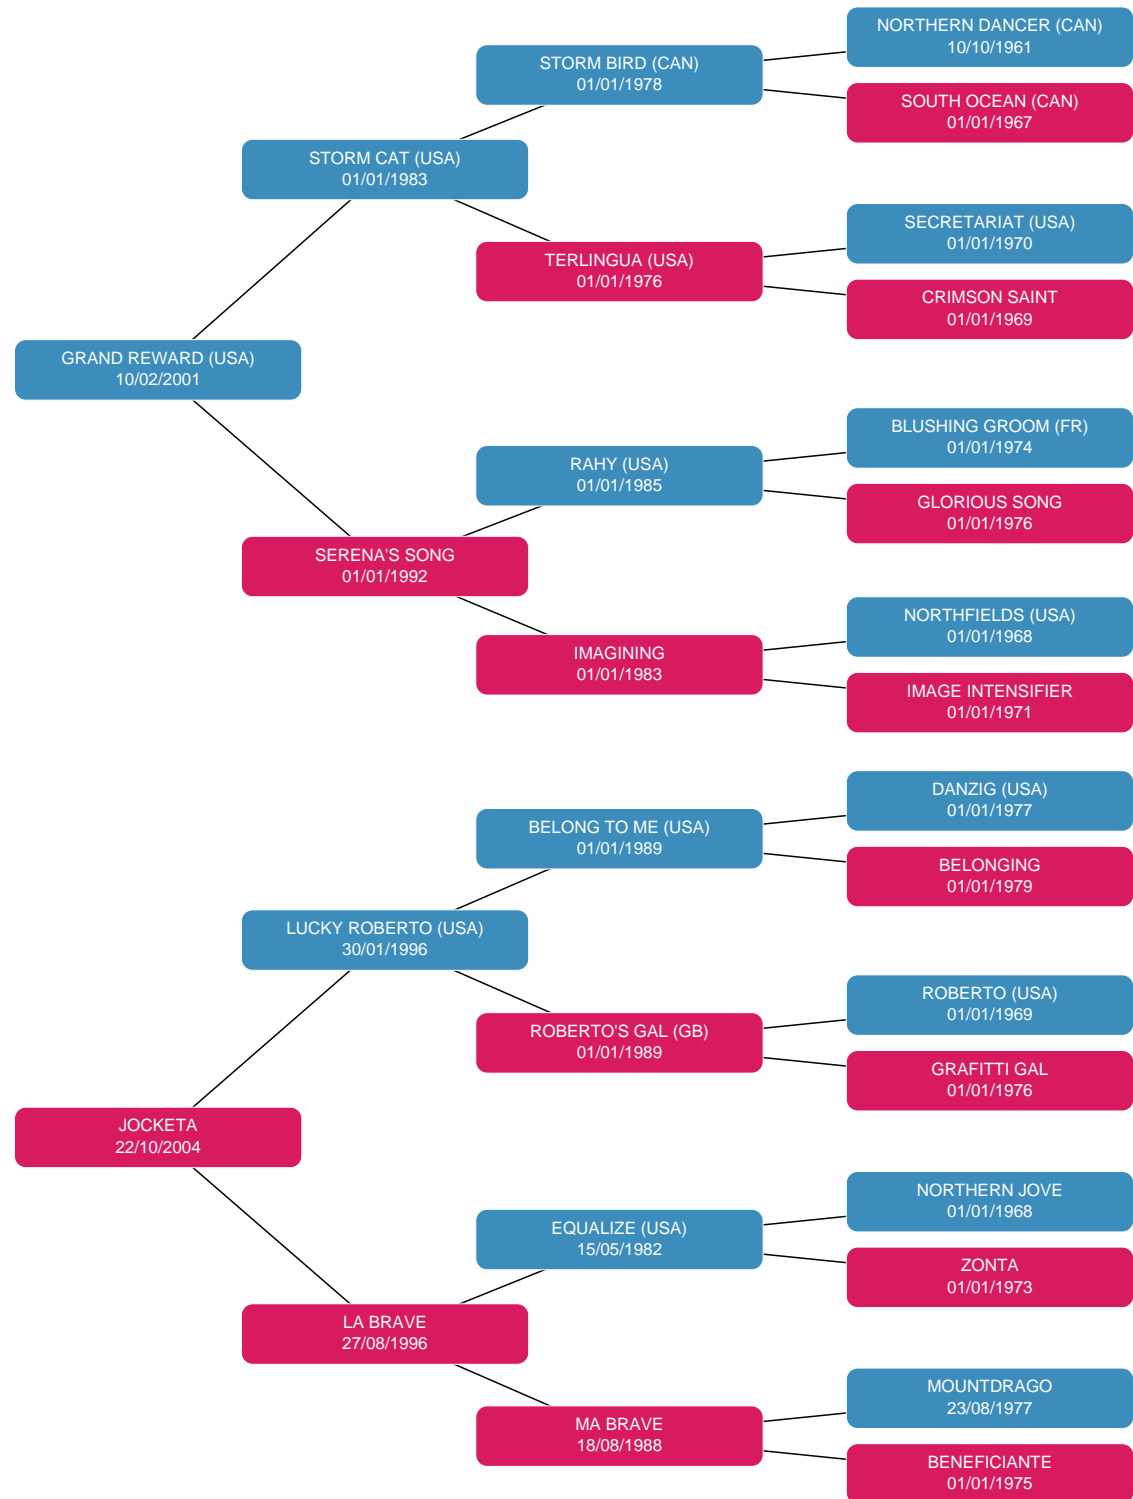 NORTHERN DANCER (CAN)
10/10/1961
STORM BIRD (CAN)
01/01/1978
SOUTH OCEAN (CAN)
01/01/1967
STORM CAT (USA)
01/01/1983
SECRETARIAT (USA)
01/01/1970
TERLINGUA (USA)
01/01/1976
CRIMSON SAINT
01/01/1969
GRAND REWARD (USA)
10/02/2001
BLUSHING GROOM (FR)
01/01/1974
RAHY (USA)
01/01/1985
GLORIOUS SONG
01/01/1976
SERENA'S SONG
01/01/1992
NORTHFIELDS (USA)
01/01/1968
IMAGINING
01/01/1983
IMAGE INTENSIFIER
01/01/1971
DANZIG (USA)
01/01/1977
BELONG TO ME (USA)
01/01/1989
BELONGING
01/01/1979
LUCKY ROBERTO (USA)
30/01/1996
ROBERTO (USA)
01/01/1969
ROBERTO'S GAL (GB)
01/01/1989
GRAFITTI GAL
01/01/1976
JOCKETA
22/10/2004
NORTHERN JOVE
01/01/1968
EQUALIZE (USA)
15/05/1982
ZONTA
01/01/1973
LA BRAVE
27/08/1996
MOUNTDRAGO
23/08/1977
MA BRAVE
18/08/1988
BENEFICIANTE
01/01/1975